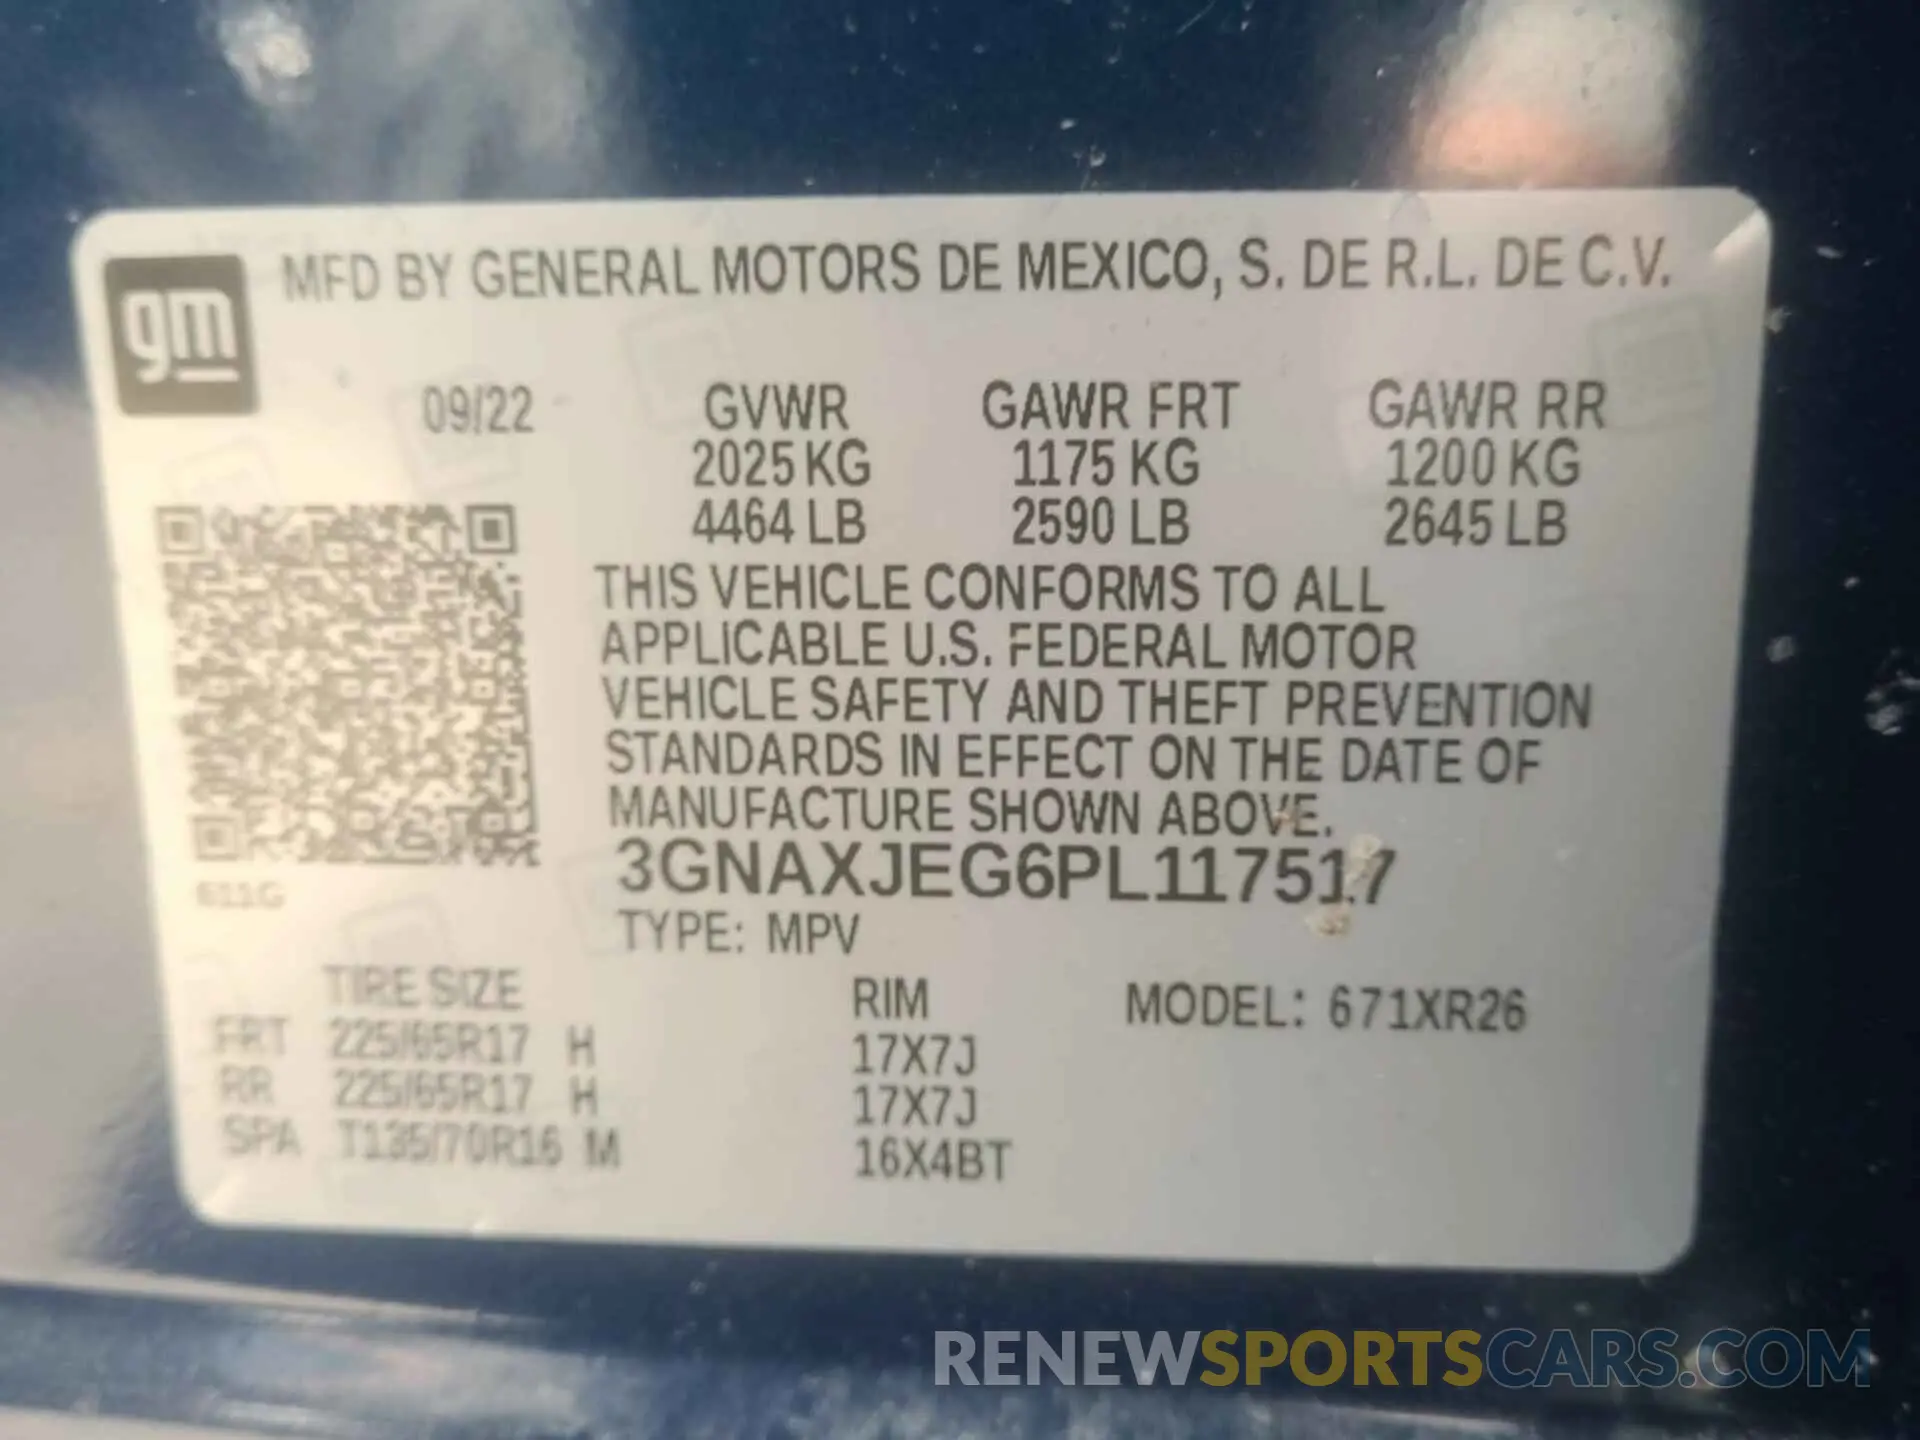 gm
MFD BY GENERAL MOTORS DE MEXICO, S. DE R.L. DE C.V.
09/22 GVWR GAWR FRT GAWR RR
2025 KG 1175 KG 1200 KG
4464 LB 2590 LB 2645 LB
THIS VEHICLE CONFORMS TO ALL
APPLICABLE U.S. FEDERAL MOTOR
VEHICLE SAFETY AND THEFT PREVENTION
STANDARDS IN EFFECT ON THE DATE OF
MANUFACTURE SHOWN ABOVE.
3GNAXJEG6PL117517
611G
TYPE: MPV
TIRE SIZE RIM MODEL: 671XR26
FRT 225/65R17 H 17X7J
RR 225/65R17 H 17X7J
SPA T135/70R16 M 16X4BT
RENEWSPORTSCARS.COM